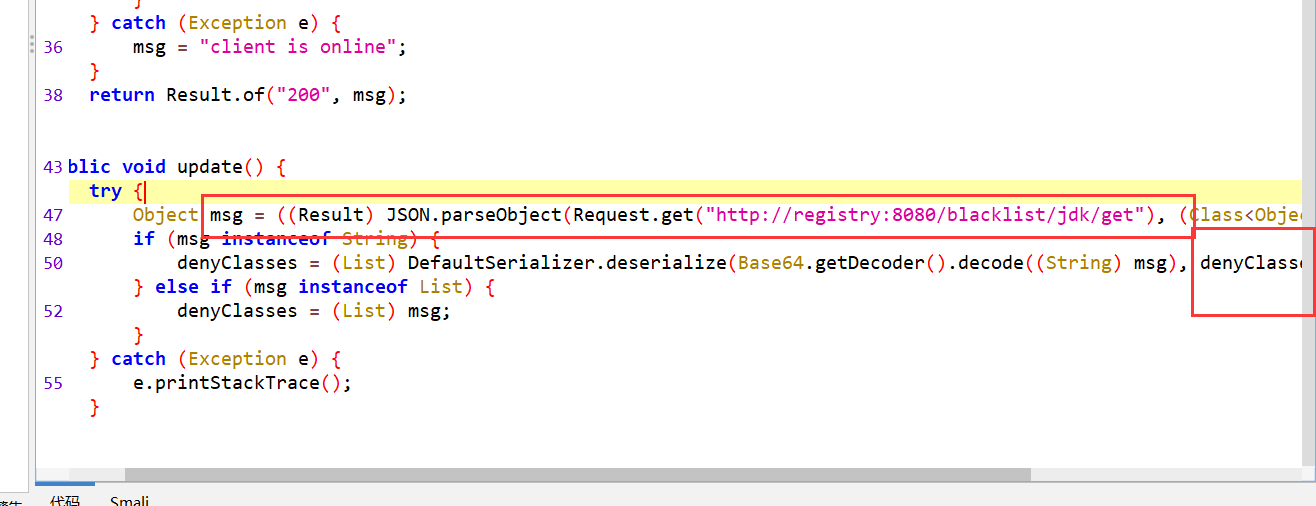 }
} catch (Exception e) {
36 msg = "client is online";
}
38 return Result.of("200", msg);
43 blic void update() {
try {
47 Object msg = ((Result) JSON.parseObject(Request.get("http://registry:8080/blacklist/jdk/get"), (Class<Objec
48 if (msg instanceof String) {
50 denyClasses = (List) DefaultSerializer.deserialize(Base64.getDecoder().decode((String) msg), denyClasse
} else if (msg instanceof List) {
52 denyClasses = (List) msg;
}
} catch (Exception e) {
55 e.printStackTrace();
}
代码 Smali